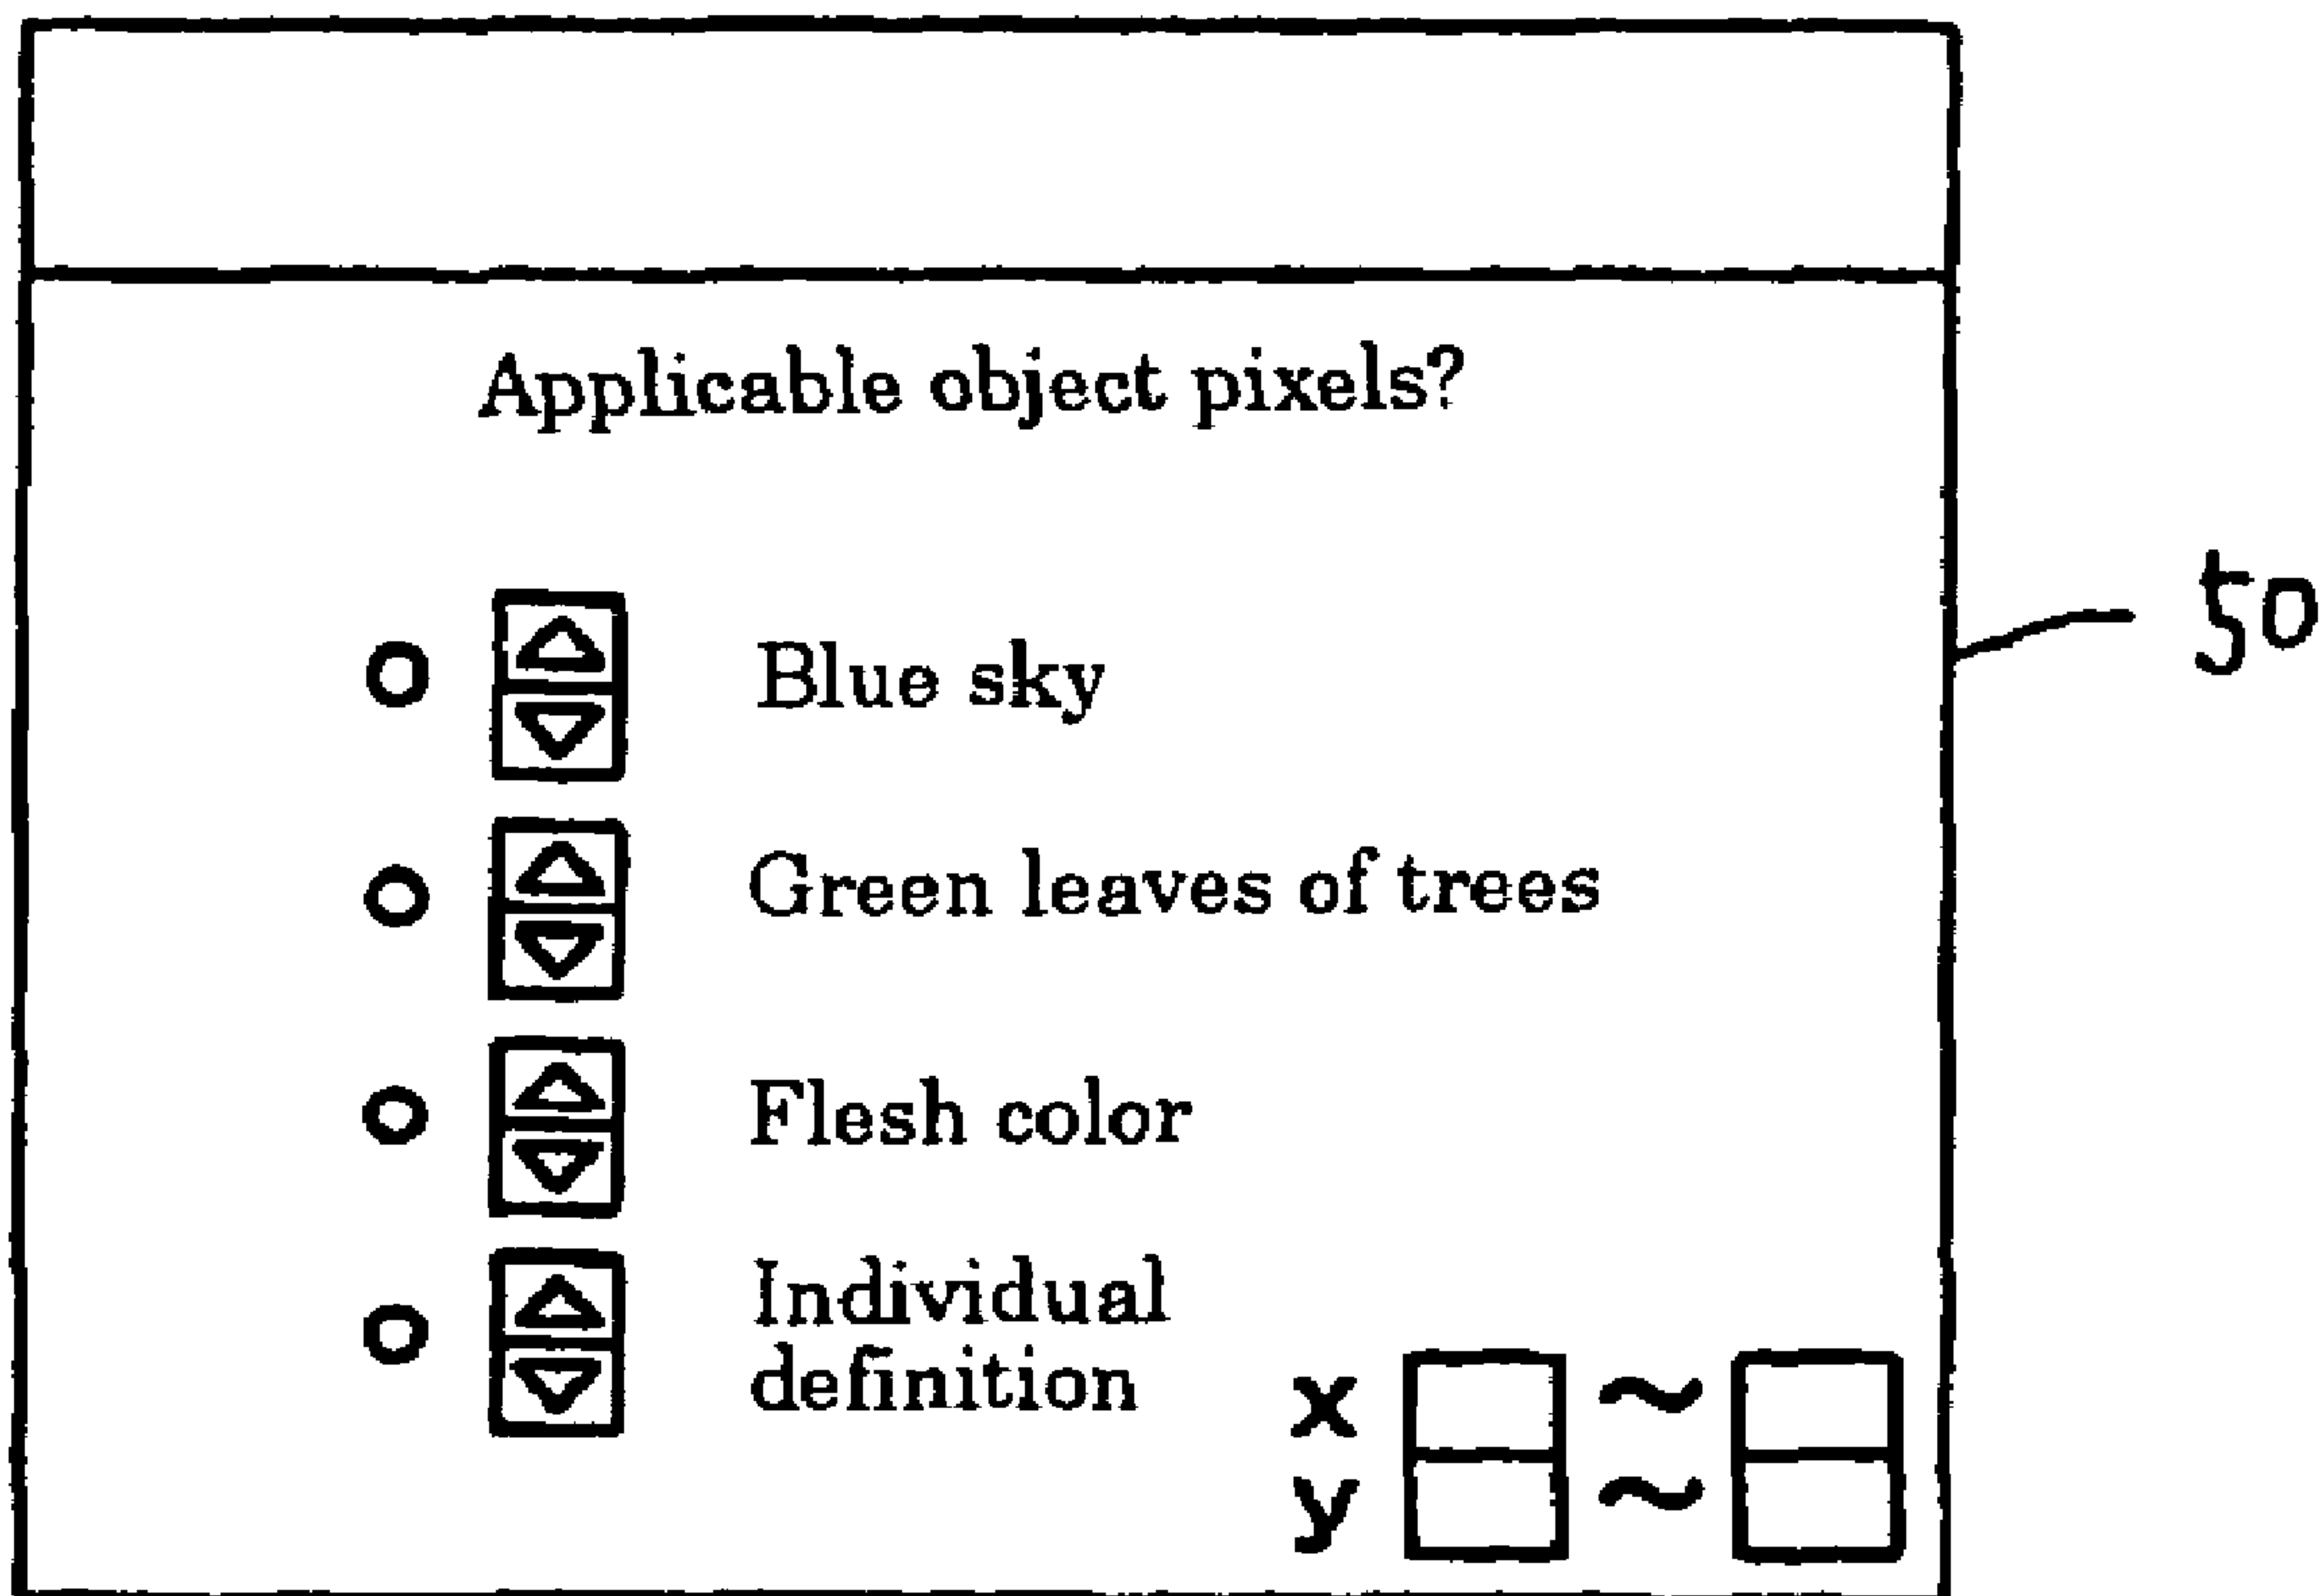 Applicable object pixels?
50
Blue sky
Green leaves of trees
Flesh color
Individual
definition
x ~
y ~